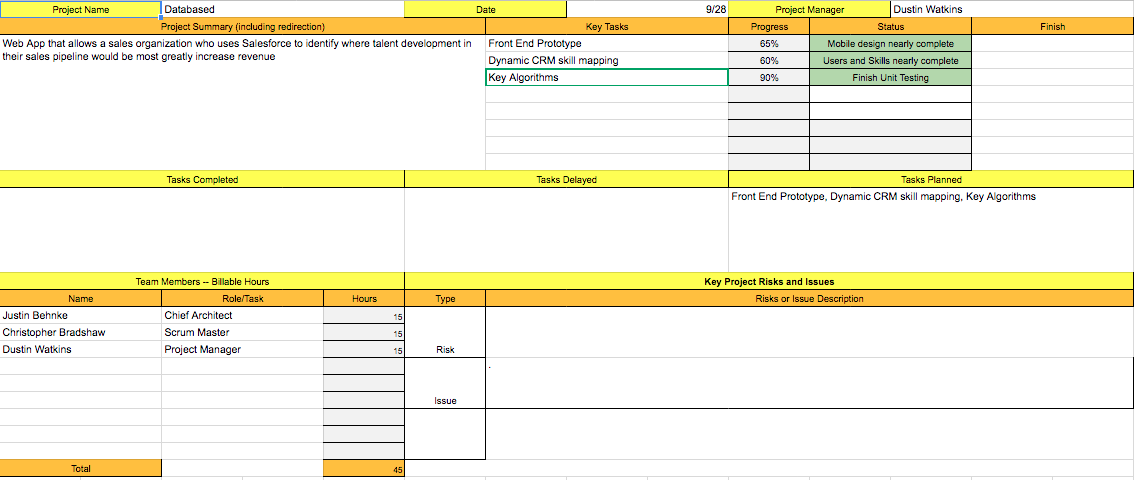 Project Name Databased Date 9/28 Project Manager Dustin Watkins
Project Summary (including redirection) Key Tasks Progress Status Finish
Web App that allows a sales organization who uses Salesforce to identify where talent development in
their sales pipeline would be most greatly increase revenue
Front End Prototype 65% Mobile design nearly complete
Dynamic CRM skill mapping 60% Users and Skills nearly complete
Key Algorithms 90% Finish Unit Testing
Tasks Completed Tasks Delayed Tasks Planned
Front End Prototype, Dynamic CRM skill mapping, Key Algorithms
Team Members -- Billable Hours Key Project Risks and Issues
Name Role/Task Hours Type Risks or Issue Description
Justin Behnke Chief Architect 15
Christopher Bradshaw Scrum Master 15
Dustin Watkins Project Manager 15 Risk
.
Issue
Total 45